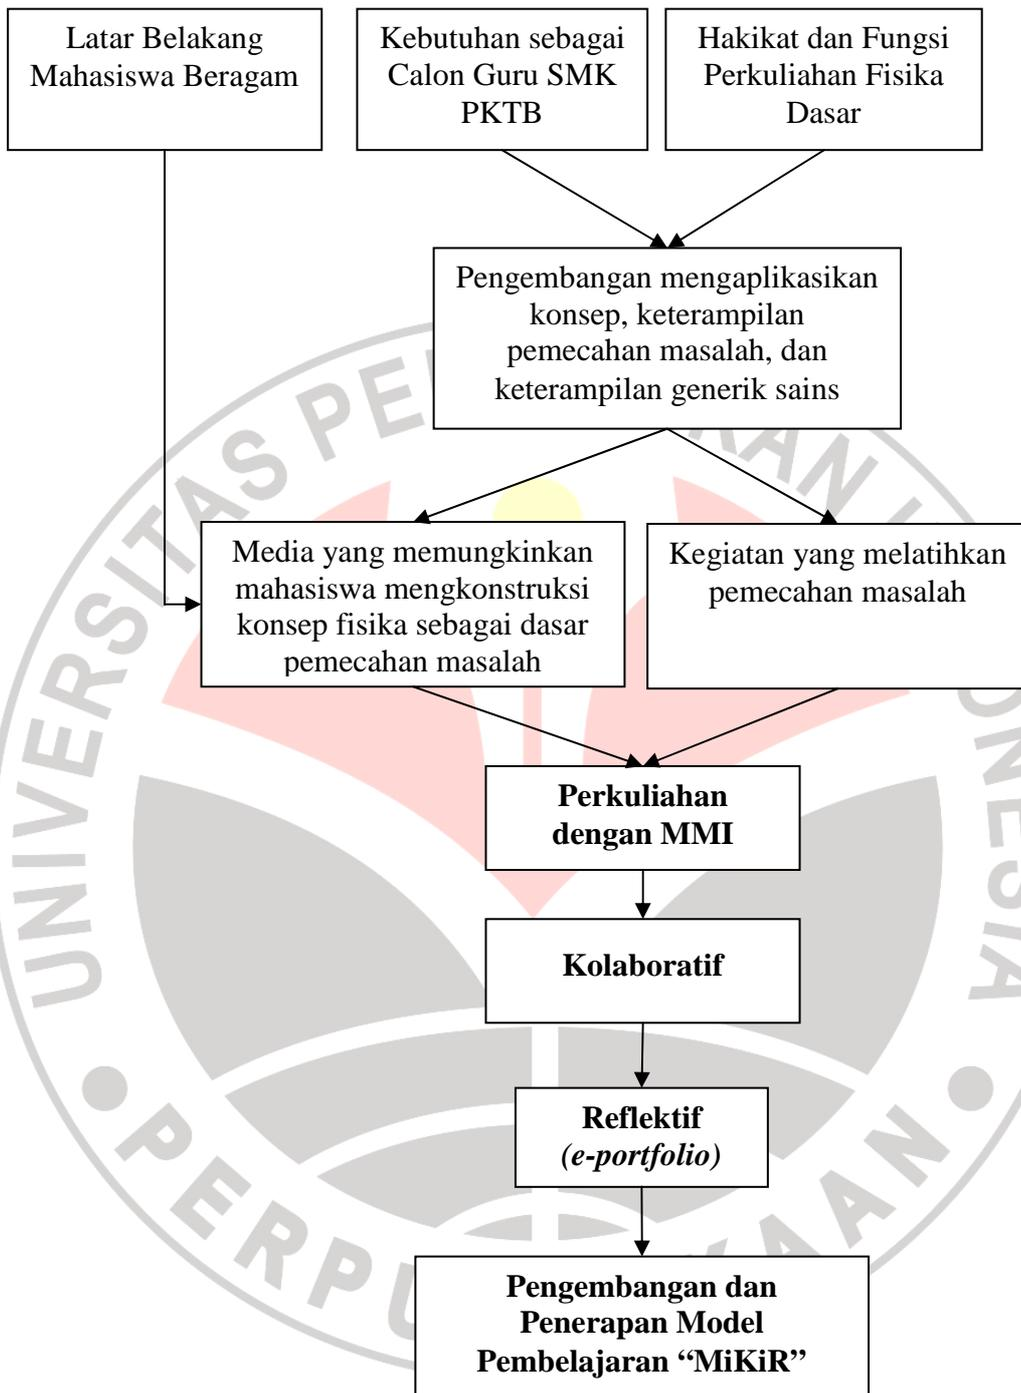 Latar Belakang
Mahasiswa Beragam
Kebutuhan sebagai
Calon Guru SMK
PKTB
Hakikat dan Fungsi
Perkuliahan Fisika
Dasar
Pengembangan mengaplikasikan
konsep, keterampilan
pemecahan masalah, dan
keterampilan generik sains
Media yang memungkinkan
mahasiswa mengkonstruksi
konsep fisika sebagai dasar
pemecahan masalah
Kegiatan yang melatihkan
pemecahan masalah
Perkuliahan
dengan MMI
Kolaboratif
Reflektif
(e-portfolio)
Pengembangan dan
Penerapan Model
Pembelajaran “MiKiR”
UNIVERSITAS